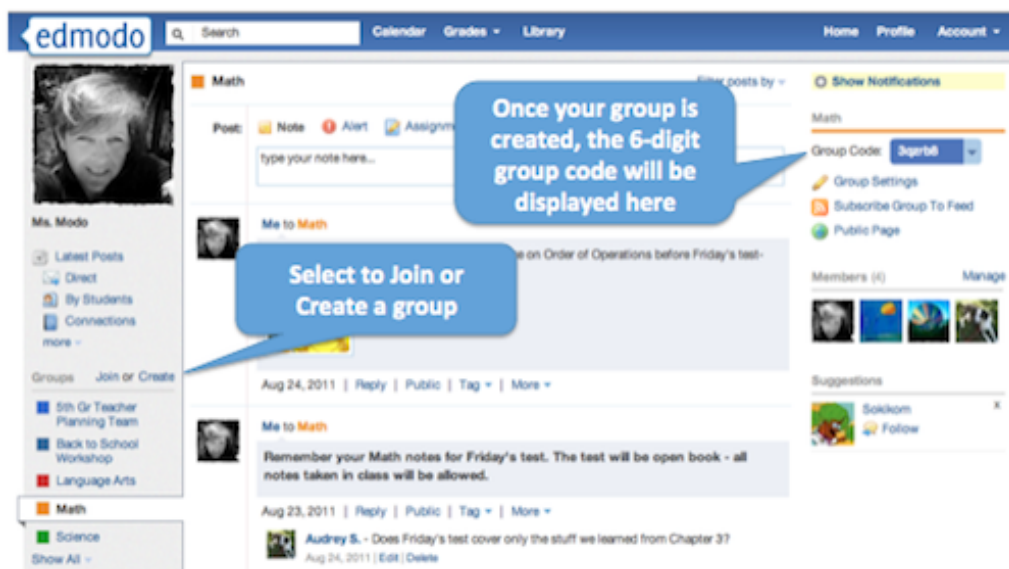 edmodo
Search
Calendar
Grades
Library
Home
Profile
Account
Ms. Modo
Latest Posts
Direct
By Students
Connections
more
Groups
Join or Create
5th Gr Teacher
Planning Team
Back to School
Workshop
Language Arts
Math
Science
Show All
Math
Filter posts by
Post:
Note
Alert
type your note here...
Once your group is
created, the 6-digit
group code will be
displayed here
Me to Math
e on Order of Operations before Friday's test-
Select to Join or
Create a group
Aug 24, 2011 | Reply | Public | Tag | More
Me to Math
Remember your Math notes for Friday's test. The test will be open book - all
notes taken in class will be allowed.
Aug 23, 2011 | Reply | Public | Tag | More
Audrey S. - Does Friday's test cover only the stuff we learned from Chapter 3?
Aug 24, 2011 | Edit | Delete
Show Notifications
Math
Group Code: 3qzrb6
Group Settings
Subscribe Group To Feed
Public Page
Members (4)
Manage
Suggestions
Sokikom
x
Follow